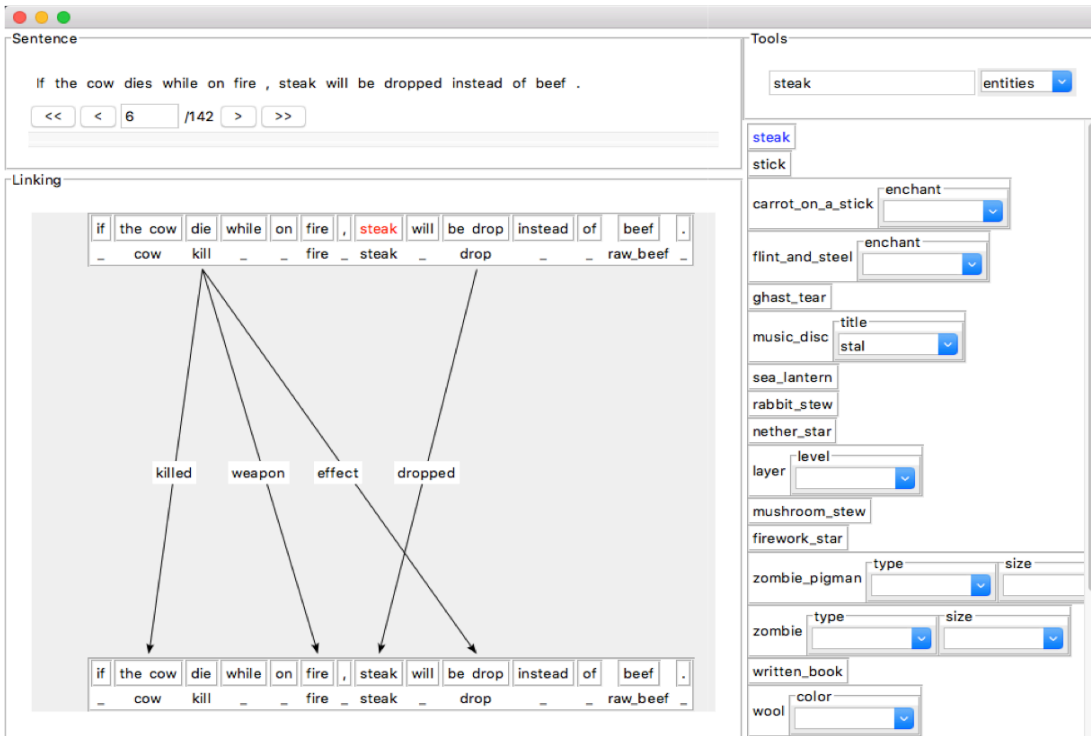 Sentence
If the cow dies while on fire , steak will be dropped instead of beef .
<< < 6 /142 > >>
Linking
if the cow die while on fire , steak will be drop instead of beef .
_ cow kill _ _ fire _ steak _ drop _ _ raw_beef _
killed weapon effect dropped
if the cow die while on fire , steak will be drop instead of beef .
_ cow kill _ _ fire _ steak _ drop _ _ raw_beef _
Tools
steak entities
steak
stick
enchant
carrot_on_a_stick
enchant
flint_and_steel
ghast_tear
title
music_disc stal
sea_lantern
rabbit_stew
nether_star
level
layer
mushroom_stew
firework_star
type size
zombie_pigman
type size
zombie
written_book
color
wool